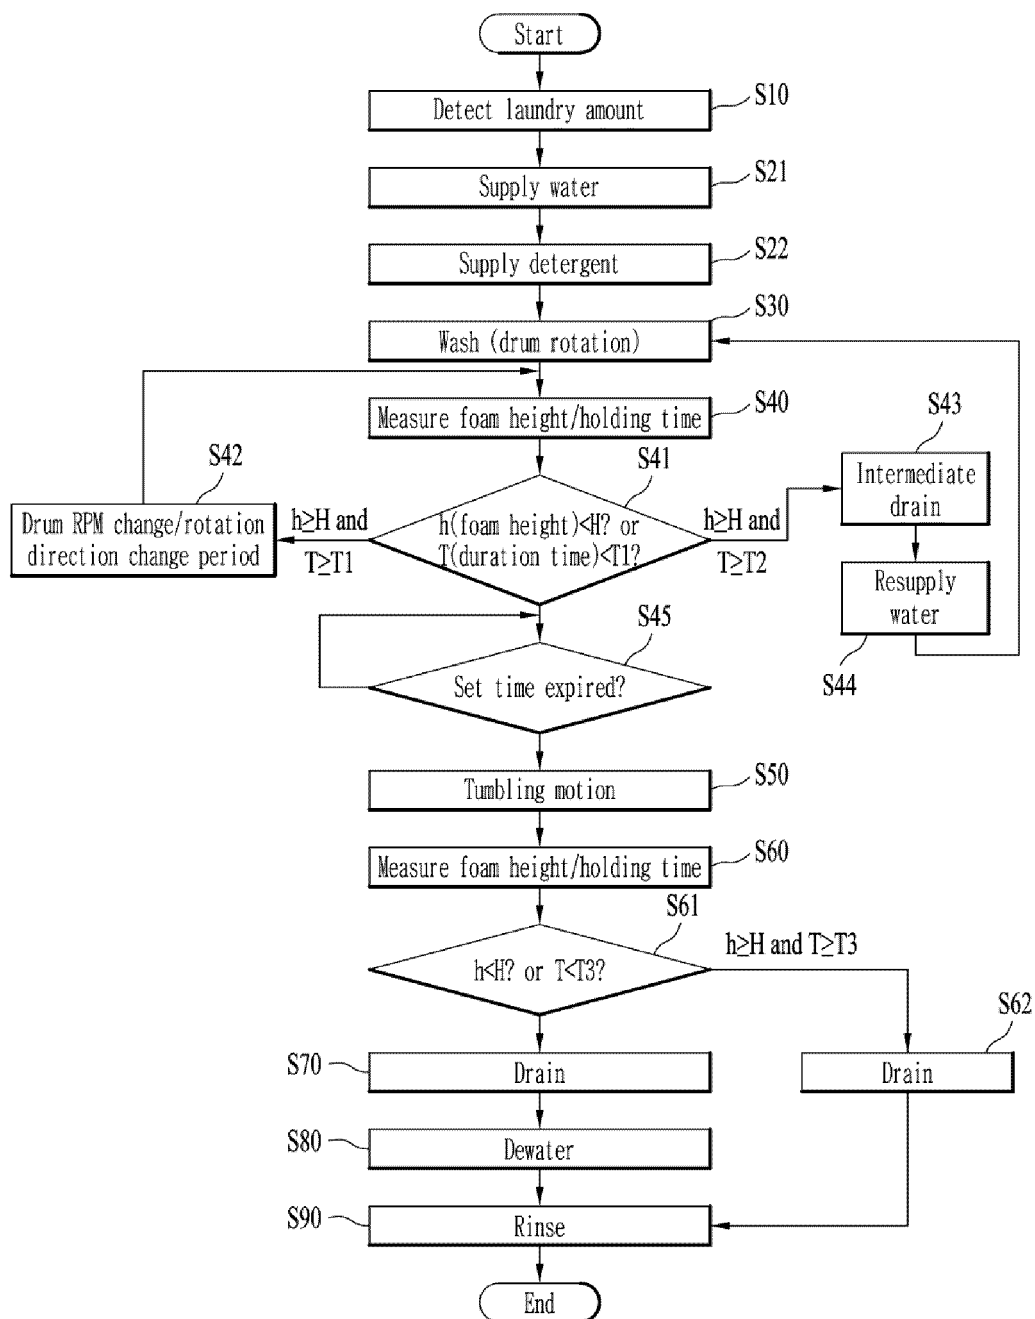 Start
S10
Detect laundry amount
S21
Supply water
S22
Supply detergent
S30
Wash (drum rotation)
S40
Measure foam height/holding time
S43
S42
S41
Intermediate
drain
Drum RPM change/rotation
direction change period
h≥H and
T≥T1
h(foam height)<H? or
T(duration time)<T1?
h≥H and
T≥T2
Resupply
water
S44
S45
Set time expired?
S50
Tumbling motion
S60
Measure foam height/holding time
S61
h≥H and T≥T3
h<H? or T<T3?
S62
S70
Drain
Drain
S80
Dewater
S90
Rinse
End